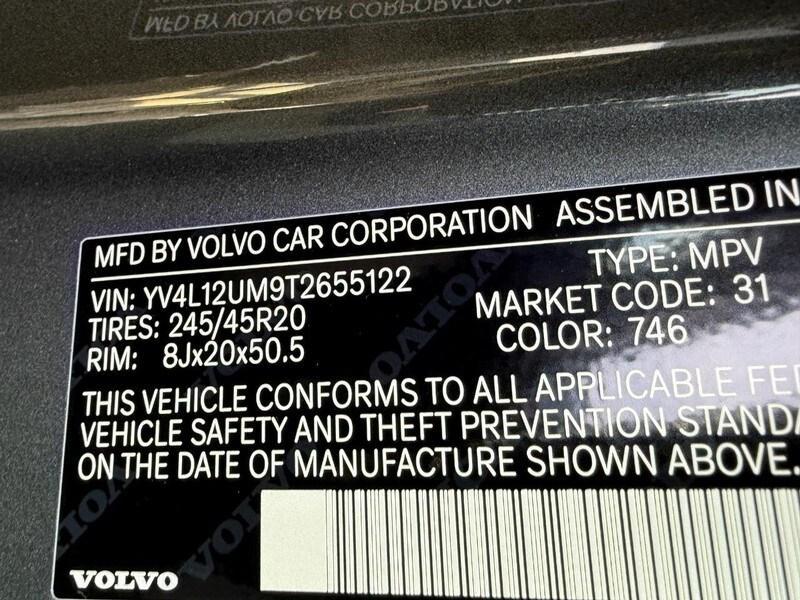 MFD BY VOLVO CAR CORPORATION
MFD BY VOLVO CAR CORPORATION ASSEMBLED IN
VIN: YV4L12UM9T2655122 TYPE: MPV
TIRES: 245/45R20 MARKET CODE: 31
RIM: 8Jx20x50.5 COLOR: 746
THIS VEHICLE CONFORMS TO ALL APPLICABLE FE
VEHICLE SAFETY AND THEFT PREVENTION STANDA
ON THE DATE OF MANUFACTURE SHOWN ABOVE.
VOLVO